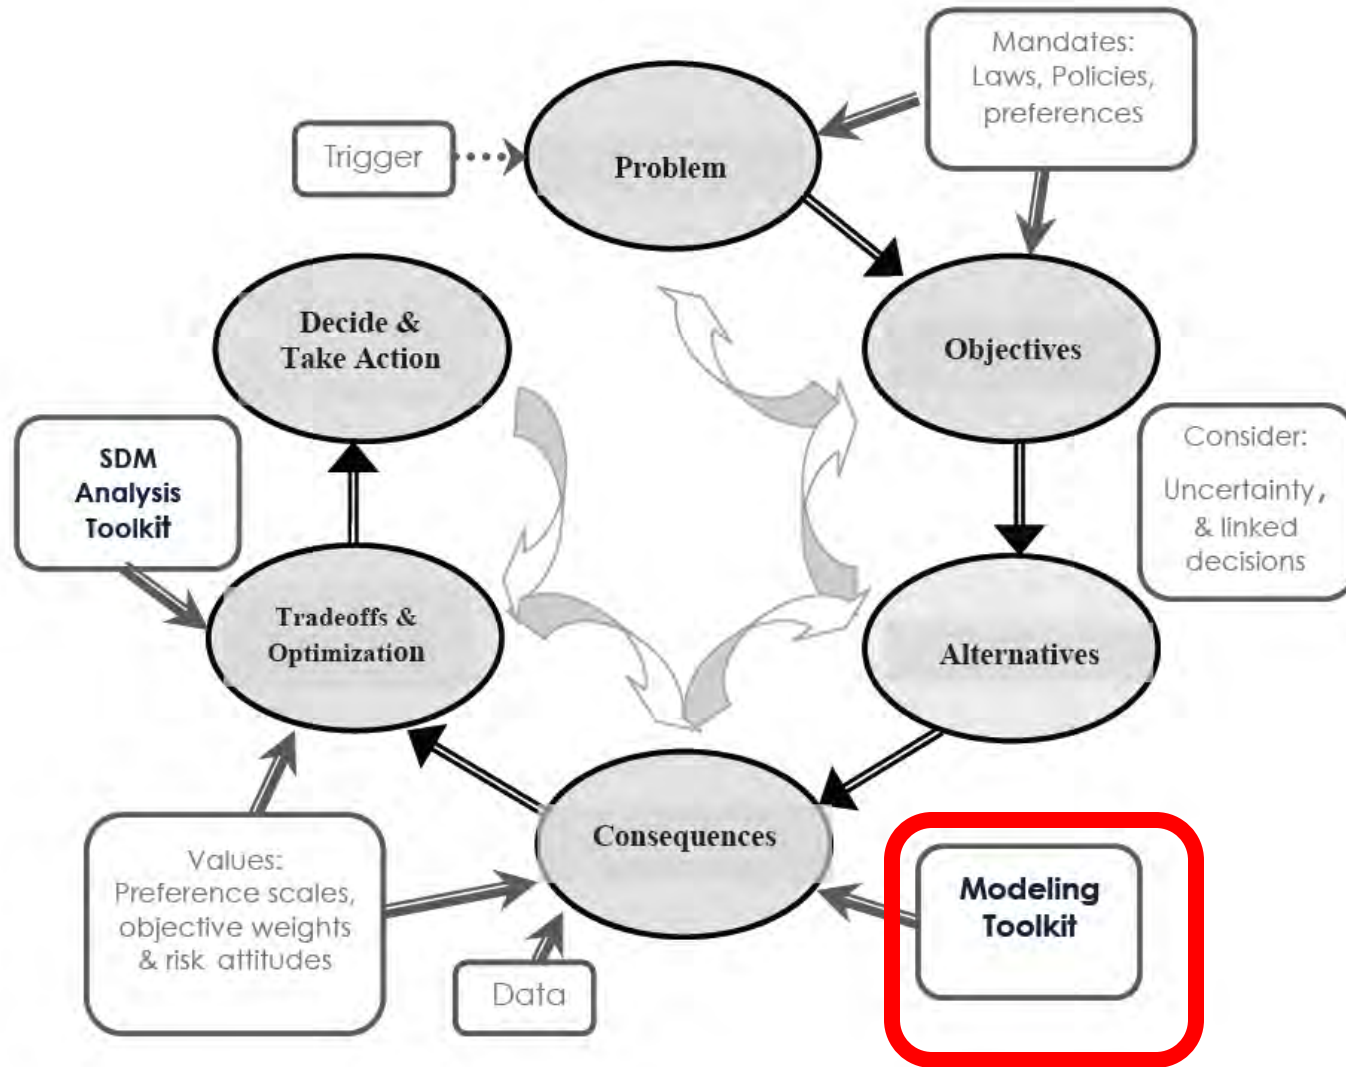 Mandates:
Laws, Policies,
preferences
Trigger
Problem
Decide &
Take Action
Objectives
Consider:
Uncertainty,
& linked
decisions
SDM
Analysis
Toolkit
Tradeoffs &
Optimization
Alternatives
Consequences
Values:
Preference scales,
objective weights
& risk attitudes
Data
Modeling
Toolkit